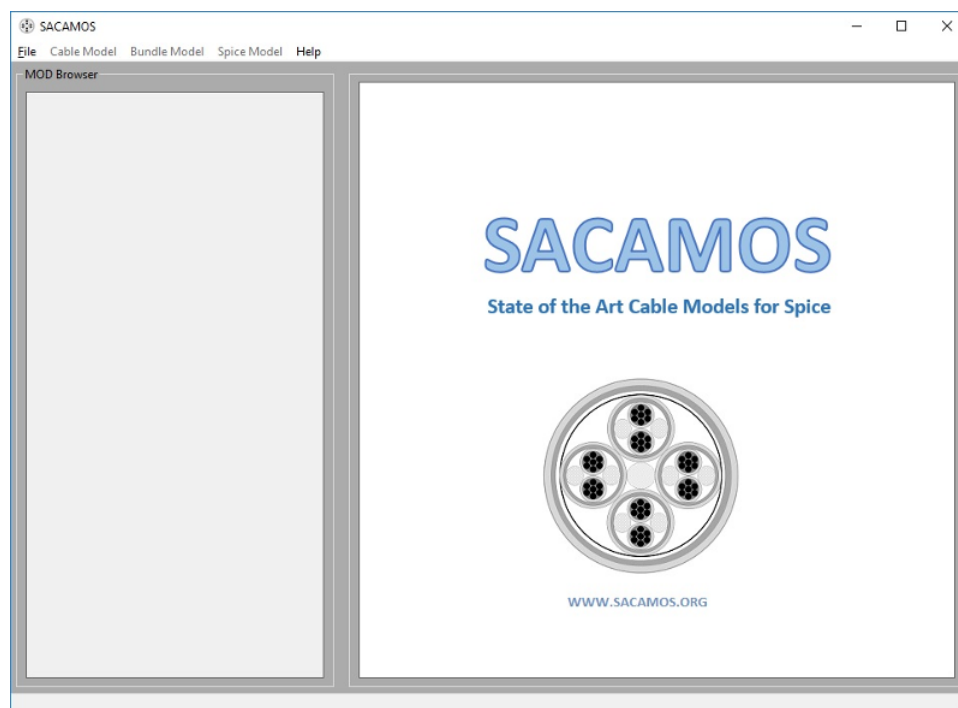 SACAMOS
File Cable Model Bundle Model Spice Model Help
MOD Browser
SACAMOS
State of the Art Cable Models for Spice
WWW.SACAMOS.ORG